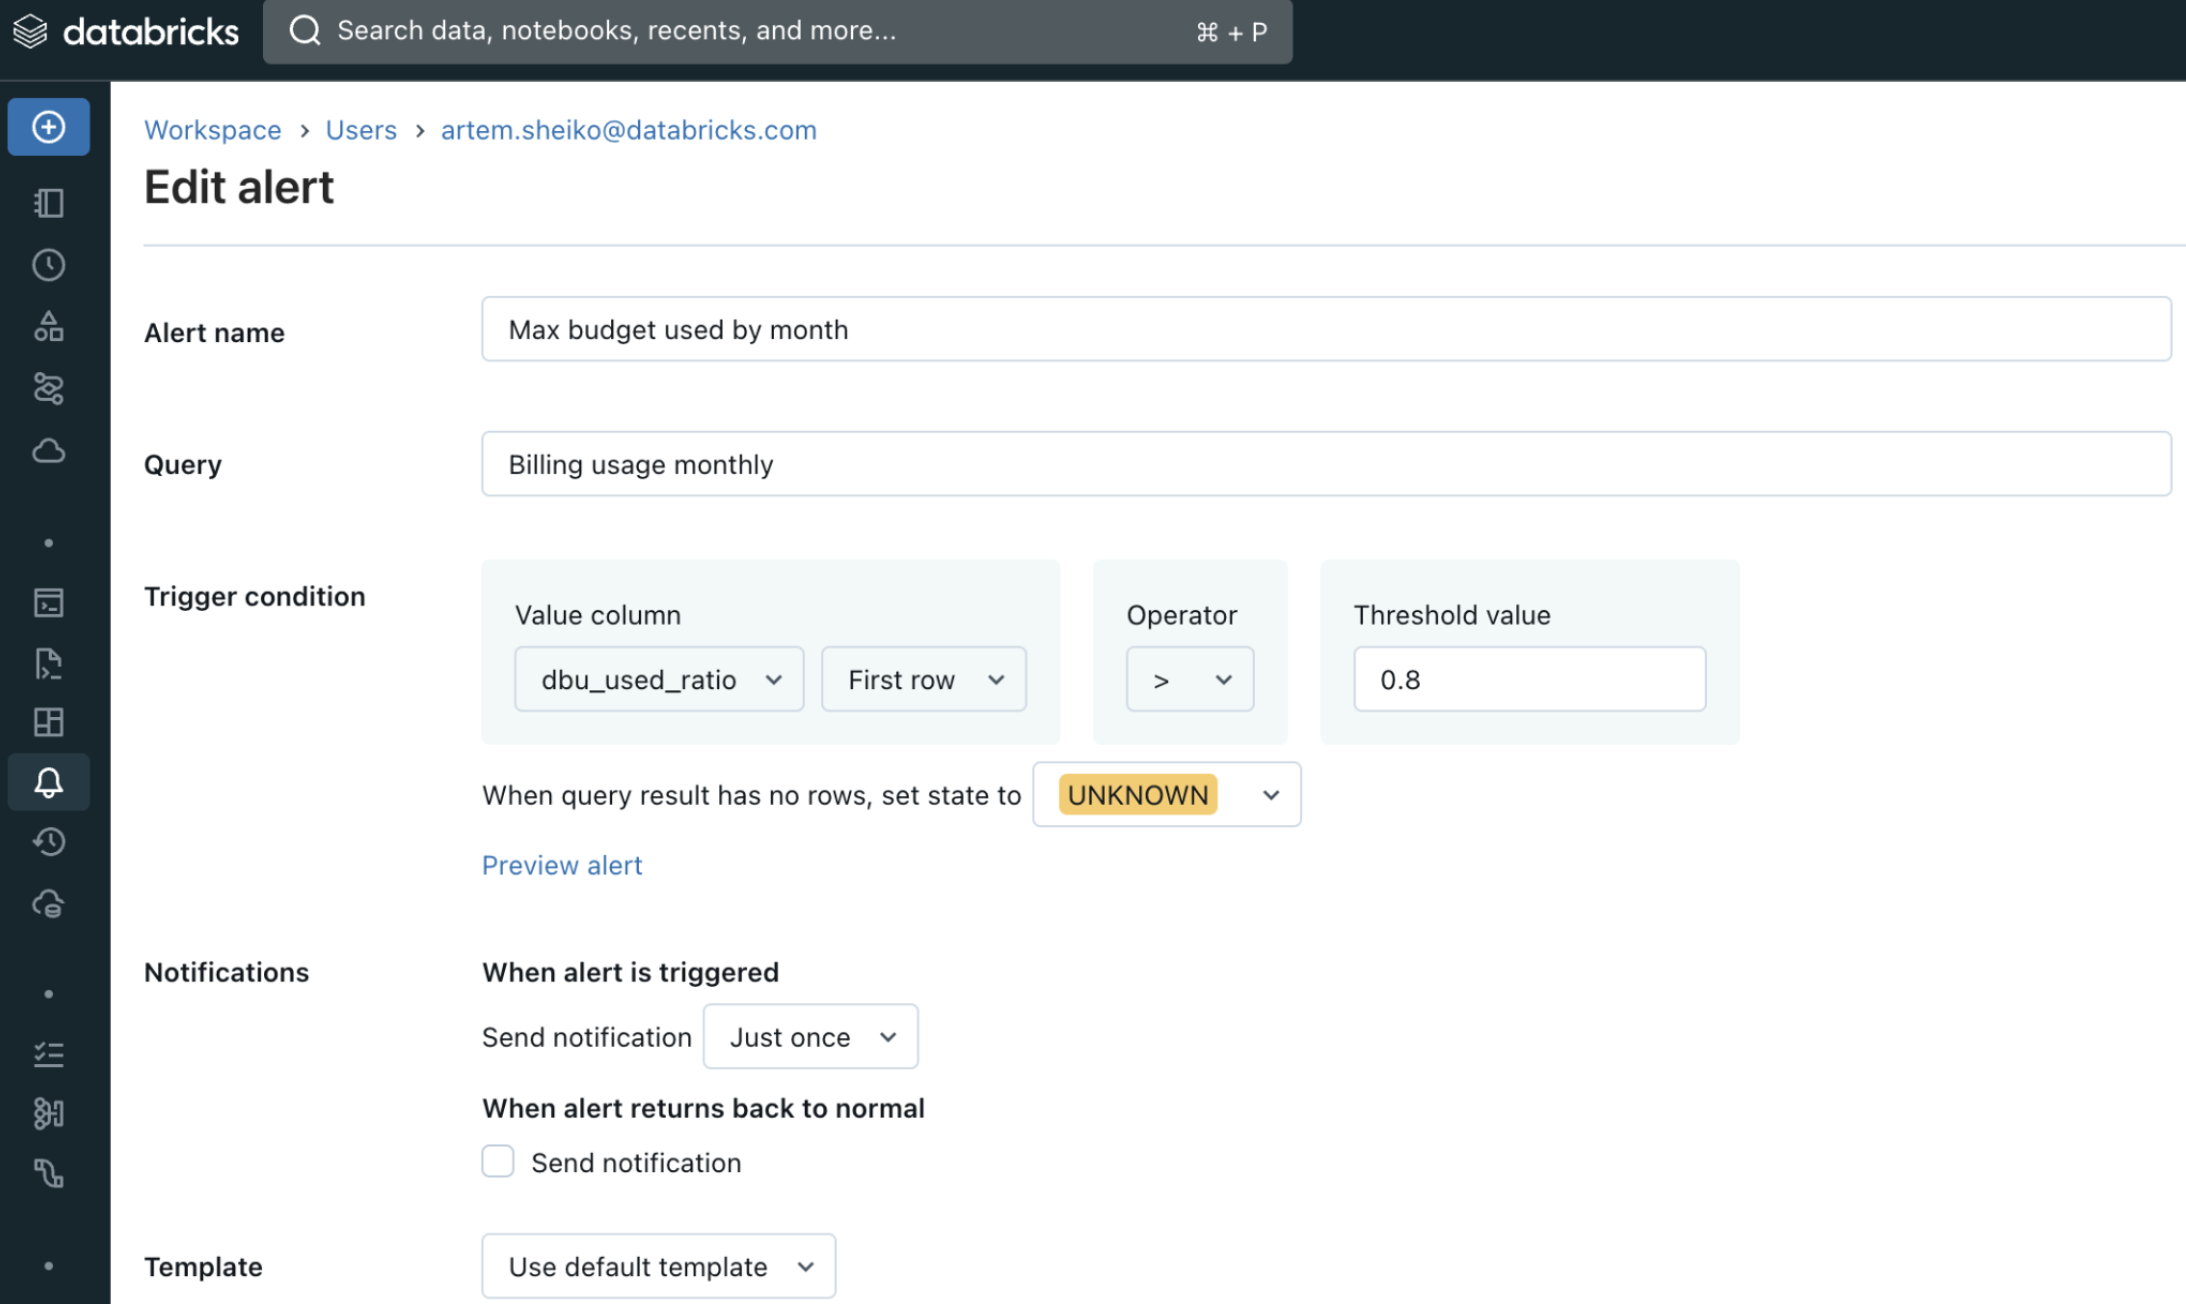 databricks
Search data, notebooks, recents, and more... ⌘ + P
Workspace > Users > artem.sheiko@databricks.com
Edit alert
Alert name
Max budget used by month
Query
Billing usage monthly
Trigger condition
Value column
Operator
Threshold value
dbu_used_ratio
First row
>
0.8
When query result has no rows, set state to UNKNOWN
Preview alert
Notifications
When alert is triggered
Send notification Just once
When alert returns back to normal
Send notification
Template
Use default template